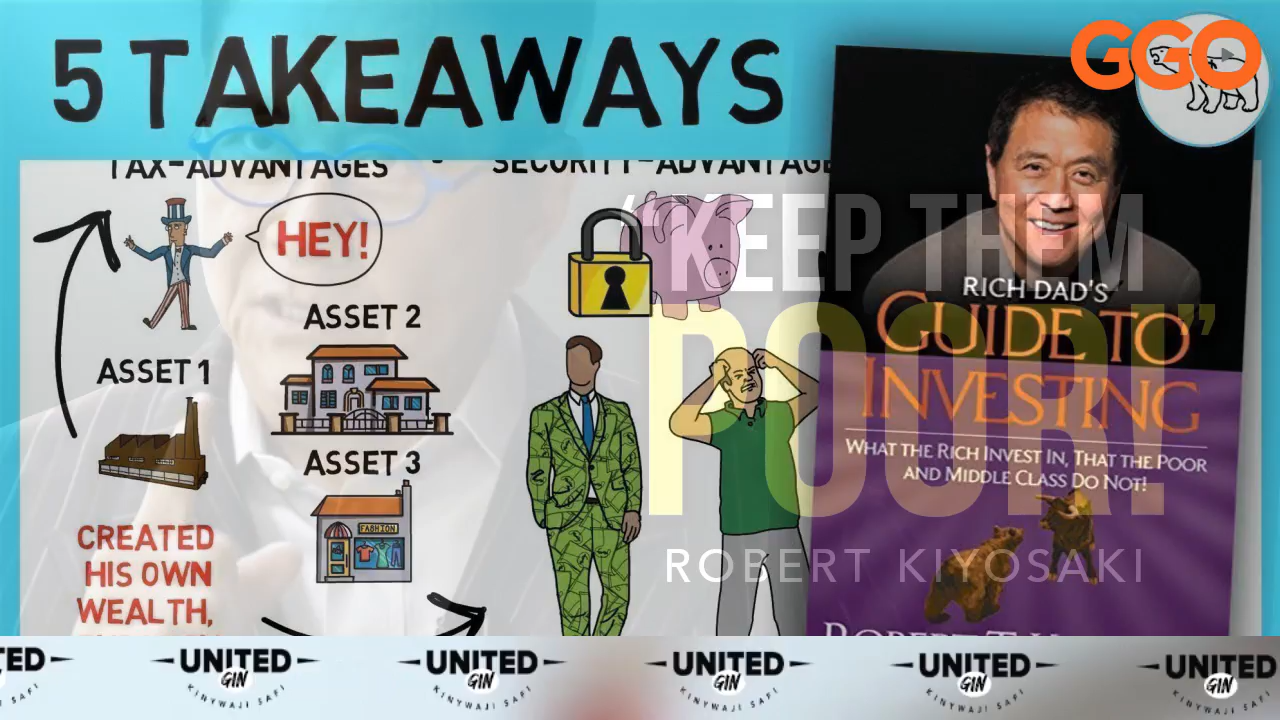 5 TAKEAWAYS
GGO
TAX-ADVANTAGES
SECURITY-ADVANTAGE
HEY!
ASSET 2
ASSET 1
ASSET 3
FASHION
CREATED
HIS OWN
WEALTH,
"KEEP THEM
POOR!"
ROBERT KIYOSAKI
RICH DAD'S
GUIDE TO
INVESTING
WHAT THE RICH INVEST IN, THAT THE POOR
AND MIDDLE CLASS DO NOT!
ROBERT T.
TED
UNITED
GIN
KINYWAJI SAFI
UNITED
GIN
KINYWAJI SAFI
UNITED
GIN
KINYWAJI SAFI
UNITED
GIN
KINYWAJI SAFI
UNITED
GIN
KINYWAJI SAFI